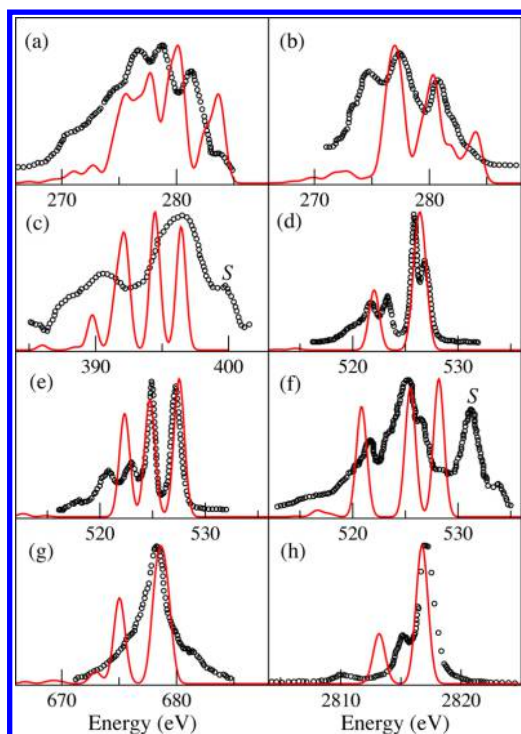 (a) (b)
270 280 270 280
(c) S (d)
390 400 520 530
(e) (f) S
520 530 520 530
(g) (h)
670 680 2810 2820
Energy (eV) Energy (eV)